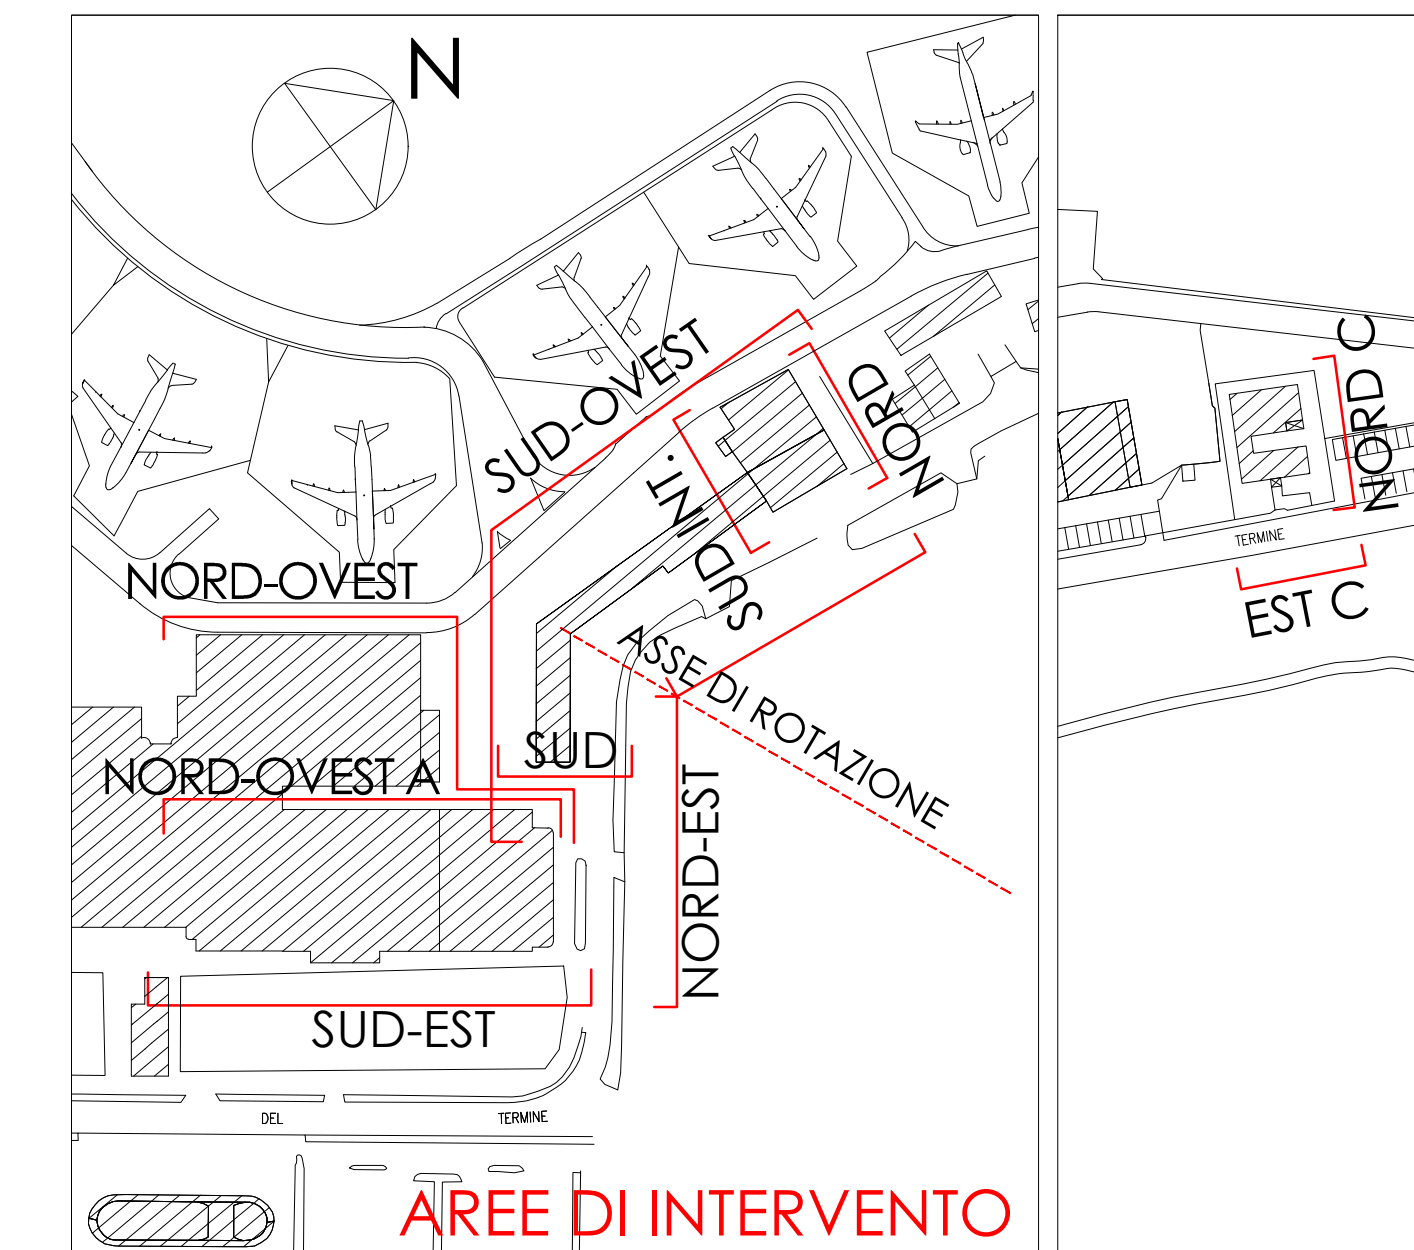 N
SUD-OVEST
NORD
NORD C
SUD INT.
TERMINE
NORD-OVEST
EST C
ASSE DI ROTAZIONE
SUD
NORD-OVEST A
NORD-EST
SUD-EST
DEL
TERMINE
AREE DI INTERVENTO